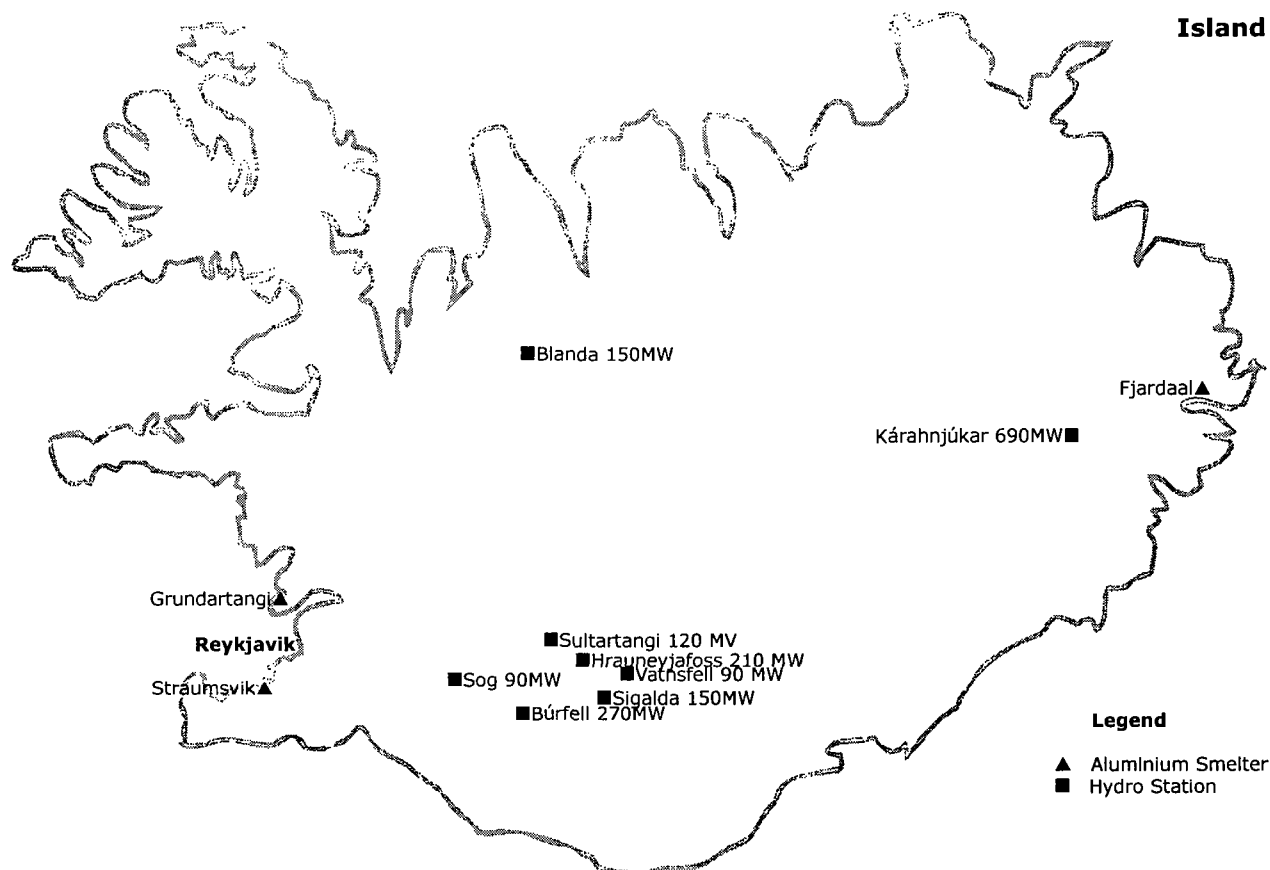 Island
Blanda 150MW
Fjardaal
Kárahnjúkar 690MW
Grundartangi
Reykjavik
Sultartangi 120 MV
Hrauneyjafoss 210 MW
Vatnsfell 90 MW
Sog 90MW
Straumsvik
Sigalda 150MW
Búrfell 270MW
Legend
Aluminium Smelter
Hydro Station